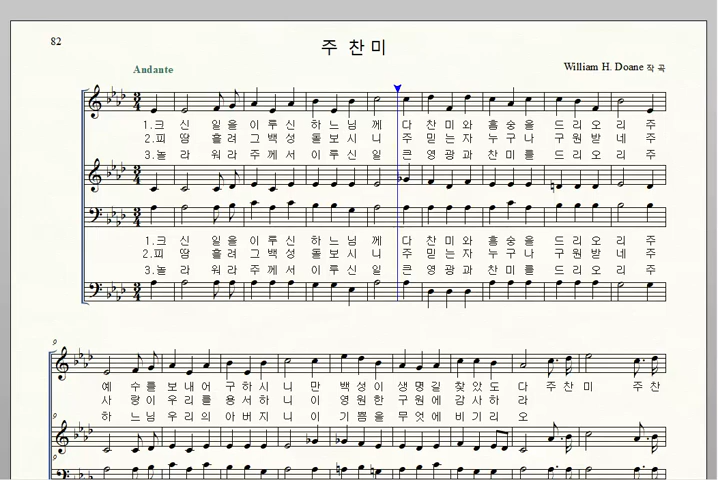 82
주 찬 미
Andante
William H. Doane 작 곡
1.크 신 일 을 이 루 신 하 느 님 께 다 찬 미 와 흠 숭 을 드 리 오 리 주
2.피 땀 흘 려 그 백 성 돌 보 시 니 주 믿 는 자 누 구 나 구 원 받 네 주
3.놀 라 워 라 주 께 서 이 루 신 일 큰 영 광 과 찬 미 를 드 리 오 리 주
1.크 신 일 을 이 루 신 하 느 님 께 다 찬 미 와 흠 숭 을 드 리 오 리 주
2.피 땀 흘 려 그 백 성 돌 보 시 니 주 믿 는 자 누 구 나 구 원 받 네 주
3.놀 라 워 라 주 께 서 이 루 신 일 큰 영 광 과 찬 미 를 드 리 오 리 주
9
예 수 를 보 내 어 구 하 시 니 만 백 성 이 생 명 길 찾 았 도 다 주 찬 미 주 찬
사 랑 이 우 리 를 용 서 하 니 이 영 원 한 구 원 에 감 사 하 라
하 느 님 우 리 의 아 버 지 니 이 기 쁨 을 무 엇 에 비 기 리 오
9
9